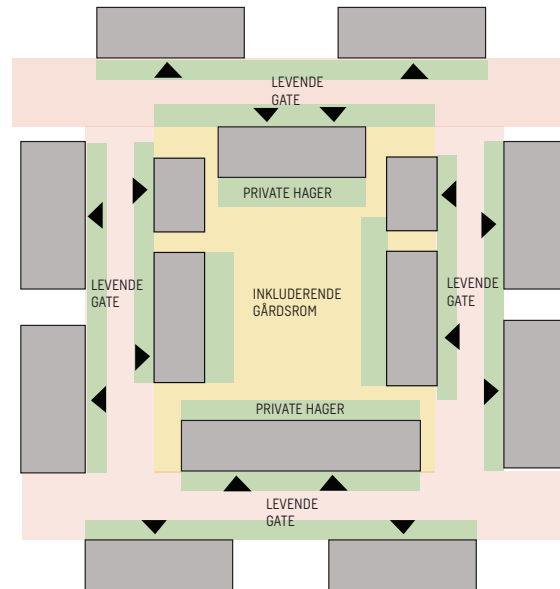 LEVENDE
GATE
PRIVATE HAGER
LEVENDE
GATE
INKLUDERENDE
GÅRDSROM
LEVENDE
GATE
PRIVATE HAGER
LEVENDE
GATE